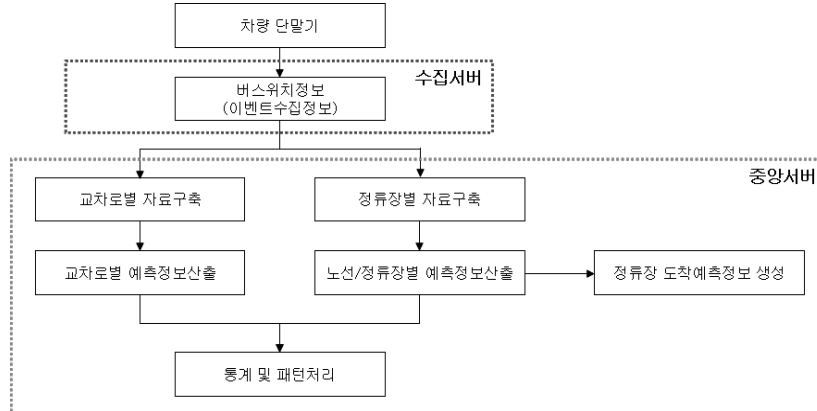 차량 단말기
수집서버
버스위치정보
(이벤트수집정보)
중앙서버
교차로별 자료구축
정류장별 자료구축
교차로별 예측정보산출
노선/정류장별 예측정보산출
정류장 도착예측정보 생성
통계 및 패턴처리